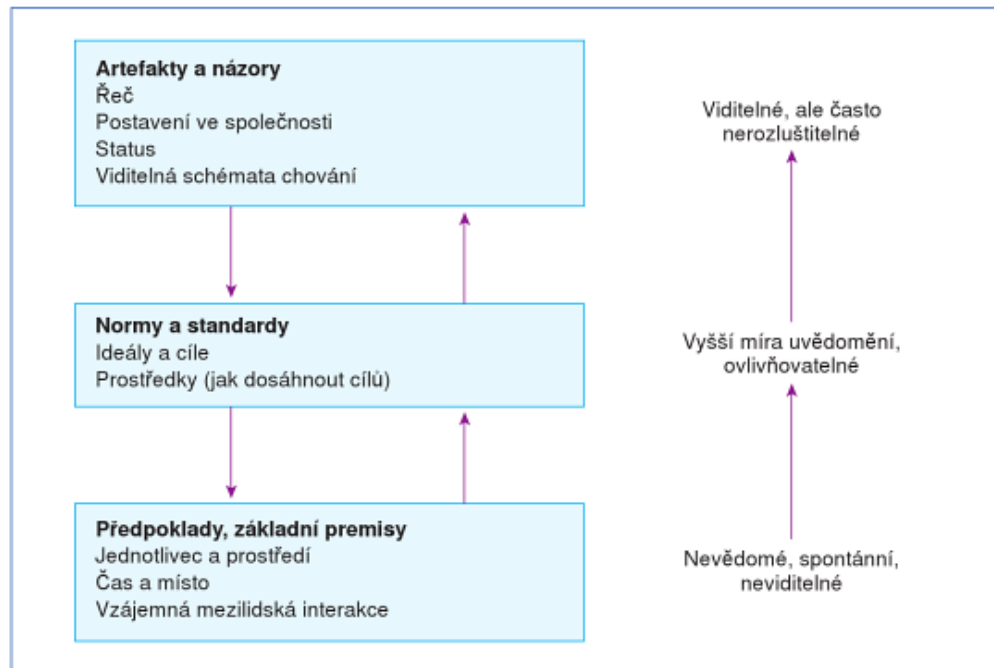 Artefakty a názory
Řeč
Postavení ve společnosti
Status
Viditelná schémata chování
Viditelné, ale často
nerozluštitelné
Normy a standardy
Ideály a cíle
Prostředky (jak dosáhnout cílů)
Vyšší míra uvědomění,
ovlivňovatelné
Předpoklady, základní premisy
Jednotlivec a prostředí
Čas a místo
Vzájemná mezilidská interakce
Nevědomé, spontánní,
neviditelné